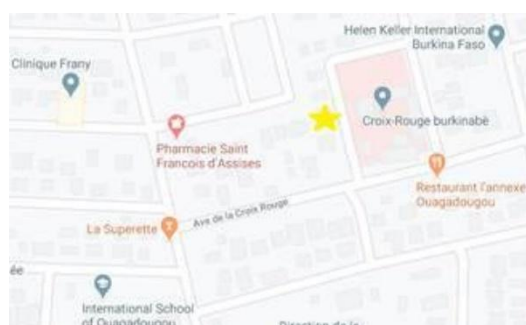 Helen Keller International
Burkina Faso
Clinique Frany
Croix-Rouge burkinabè
Pharmacie Saint
Francois d'Assises
Restaurant l'annexe
Ouagadougou
Ave de la Croix Rouge
La Superette
ée
International School
of Ouagadougou
Direction de la